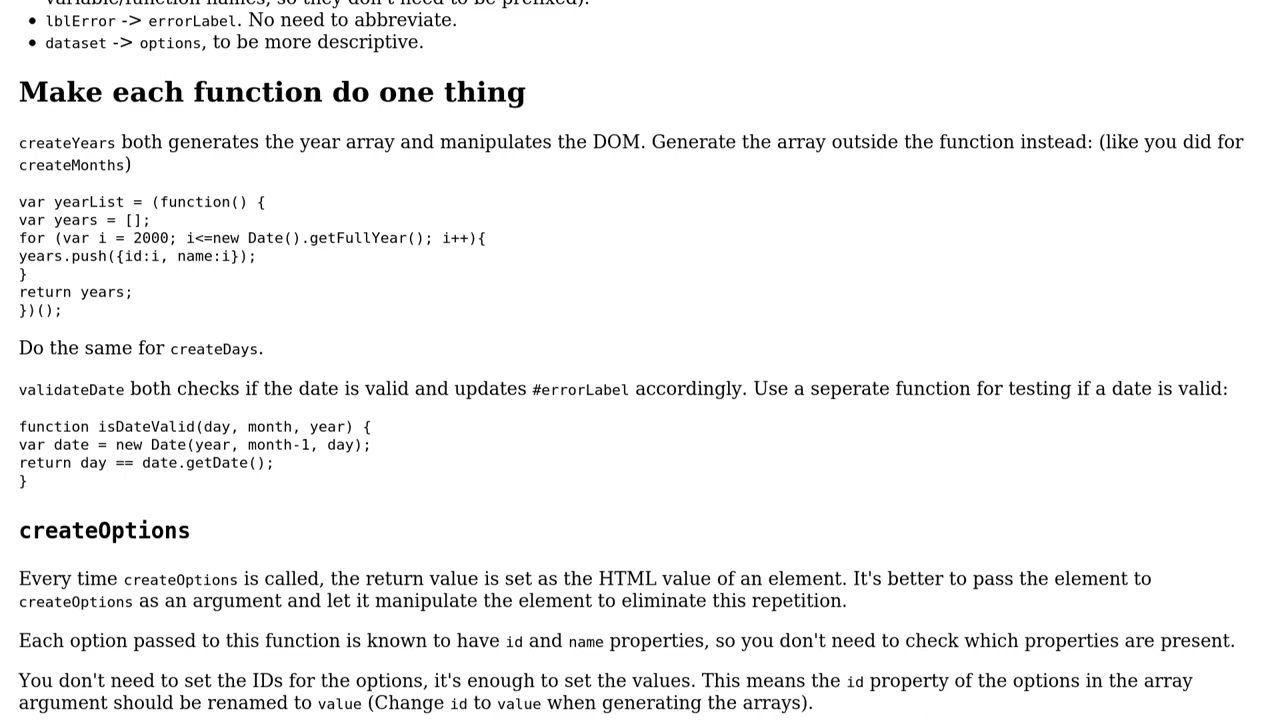 variable/function names, so they don't need to be prefixed).
• lblError -> errorLabel. No need to abbreviate.
• dataset -> options, to be more descriptive.
Make each function do one thing
createYears both generates the year array and manipulates the DOM. Generate the array outside the function instead: (like you did for
createMonths)
var yearList = (function() {
var years = [];
for (var i = 2000; i<=new Date().getFullYear(); i++){
years.push({id:i, name:i});
}
return years;
})();
Do the same for createDays.
validateDate both checks if the date is valid and updates #errorLabel accordingly. Use a seperate function for testing if a date is valid:
function isDateValid(day, month, year) {
var date = new Date(year, month-1, day);
return day == date.getDate();
}
createOptions
Every time createOptions is called, the return value is set as the HTML value of an element. It's better to pass the element to
createOptions as an argument and let it manipulate the element to eliminate this repetition.
Each option passed to this function is known to have id and name properties, so you don't need to check which properties are present.
You don't need to set the IDs for the options, it's enough to set the values. This means the id property of the options in the array
argument should be renamed to value (Change id to value when generating the arrays).